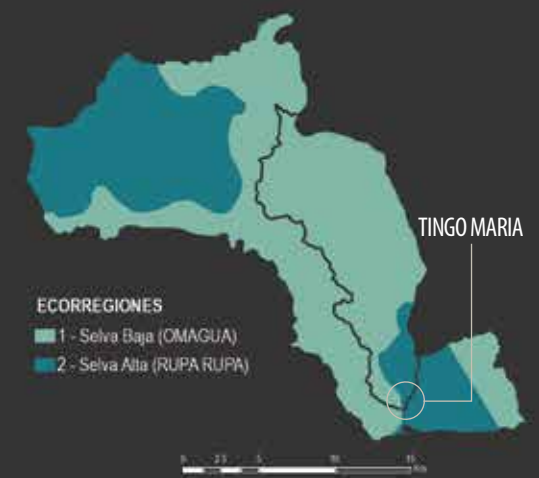 TINGO MARIA
ECORREGIONES
1 - Selva Baja (OMAGUA)
2 - Selva Alta (RUPA RUPA)